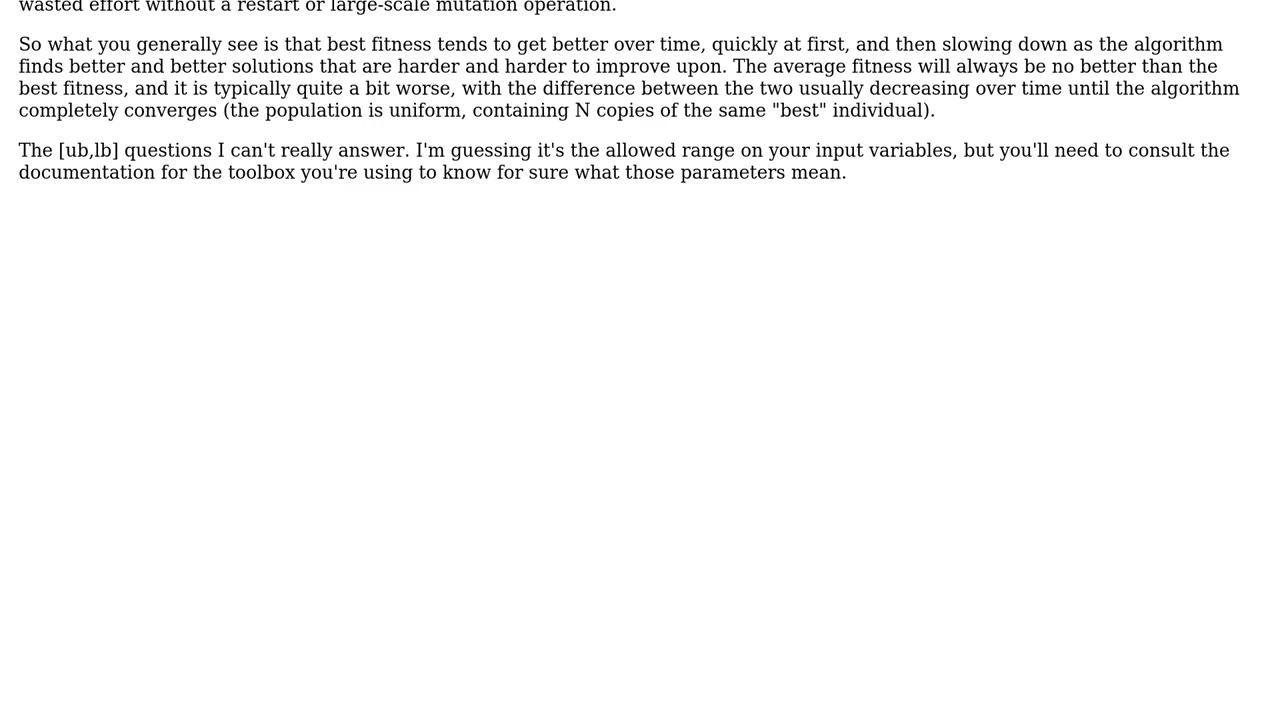 wasted effort without a restart or large-scale mutation operation.
So what you generally see is that best fitness tends to get better over time, quickly at first, and then slowing down as the algorithm
finds better and better solutions that are harder and harder to improve upon. The average fitness will always be no better than the
best fitness, and it is typically quite a bit worse, with the difference between the two usually decreasing over time until the algorithm
completely converges (the population is uniform, containing N copies of the same "best" individual).
The [ub,lb] questions I can't really answer. I'm guessing it's the allowed range on your input variables, but you'll need to consult the
documentation for the toolbox you're using to know for sure what those parameters mean.